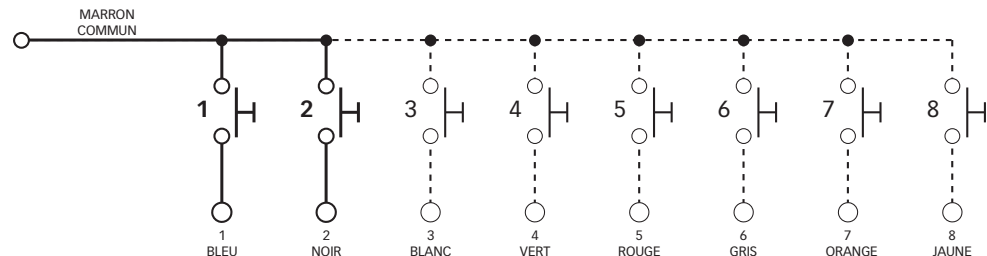 MARRON
COMMUN
1 2 3 4 5 6 7 8
1 2 3 4 5 6 7 8
BLEU NOIR BLANC VERT ROUGE GRIS ORANGE JAUNE